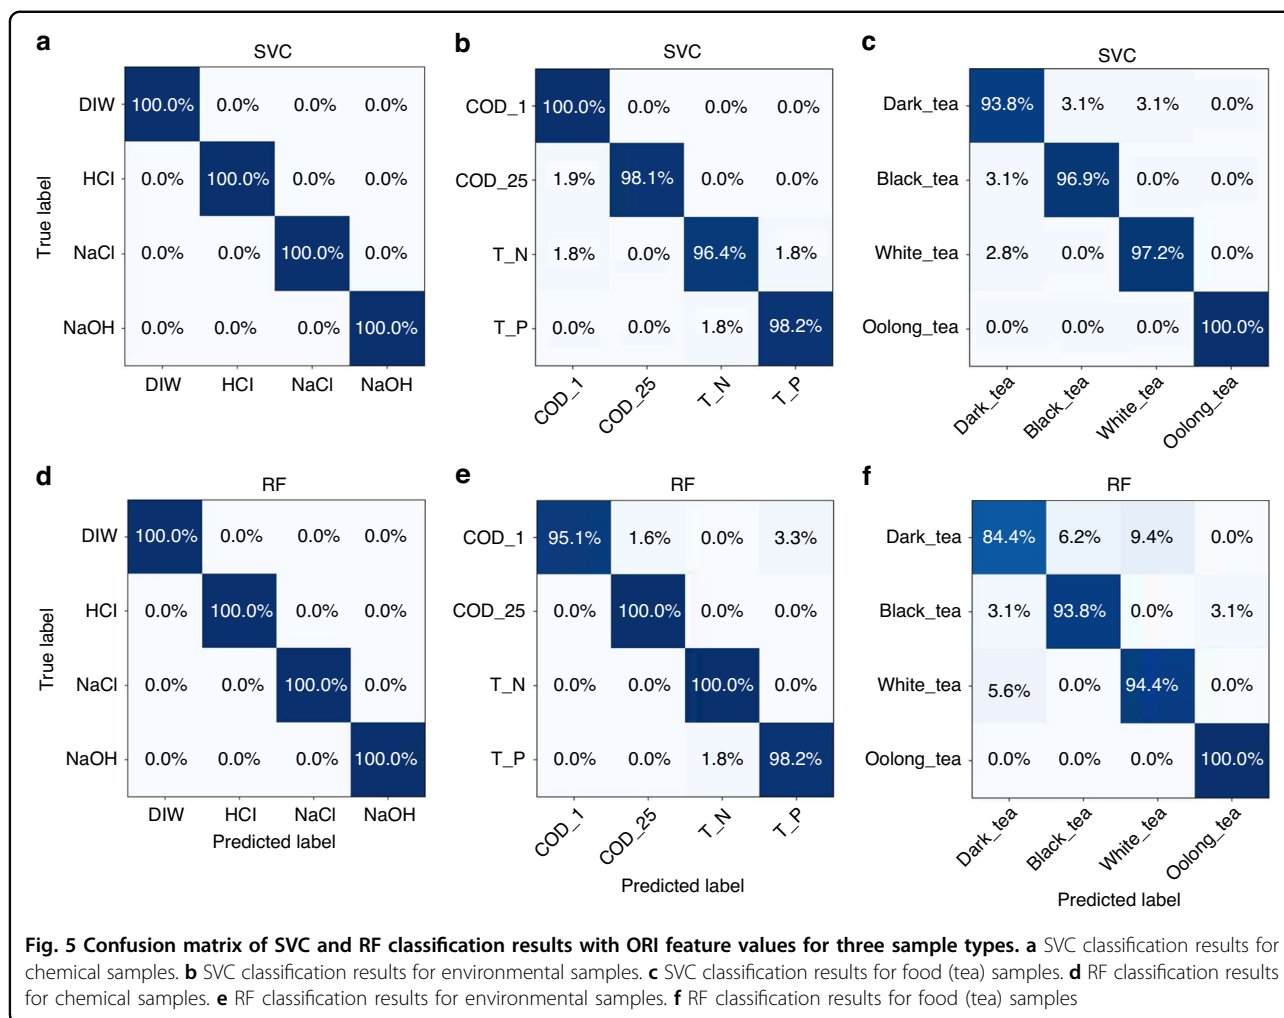 a
SVC
DIW 100.0% 0.0% 0.0% 0.0%
HCl 0.0% 100.0% 0.0% 0.0%
NaCl 0.0% 0.0% 100.0% 0.0%
NaOH 0.0% 0.0% 0.0% 100.0%
True label
DIW HCl NaCl NaOH
b
SVC
COD_1 100.0% 0.0% 0.0% 0.0%
COD_25 1.9% 98.1% 0.0% 0.0%
T_N 1.8% 0.0% 96.4% 1.8%
T_P 0.0% 0.0% 1.8% 98.2%
COD_1 COD_25 T_N T_P
c
SVC
Dark_tea 93.8% 3.1% 3.1% 0.0%
Black_tea 3.1% 96.9% 0.0% 0.0%
White_tea 2.8% 0.0% 97.2% 0.0%
Oolong_tea 0.0% 0.0% 0.0% 100.0%
Dark_tea Black_tea White_tea Oolong_tea
d
RF
DIW 100.0% 0.0% 0.0% 0.0%
HCl 0.0% 100.0% 0.0% 0.0%
NaCl 0.0% 0.0% 100.0% 0.0%
NaOH 0.0% 0.0% 0.0% 100.0%
True label
DIW HCl NaCl NaOH
Predicted label
e
RF
COD_1 95.1% 1.6% 0.0% 3.3%
COD_25 0.0% 100.0% 0.0% 0.0%
T_N 0.0% 0.0% 100.0% 0.0%
T_P 0.0% 0.0% 1.8% 98.2%
COD_1 COD_25 T_N T_P
Predicted label
f
RF
Dark_tea 84.4% 6.2% 9.4% 0.0%
Black_tea 3.1% 93.8% 0.0% 3.1%
White_tea 5.6% 0.0% 94.4% 0.0%
Oolong_tea 0.0% 0.0% 0.0% 100.0%
Dark_tea Black_tea White_tea Oolong_tea
Predicted label
Fig. 5 Confusion matrix of SVC and RF classification results with ORI feature values for three sample types. a SVC classification results for
chemical samples. b SVC classification results for environmental samples. c SVC classification results for food (tea) samples. d RF classification results
for chemical samples. e RF classification results for environmental samples. f RF classification results for food (tea) samples